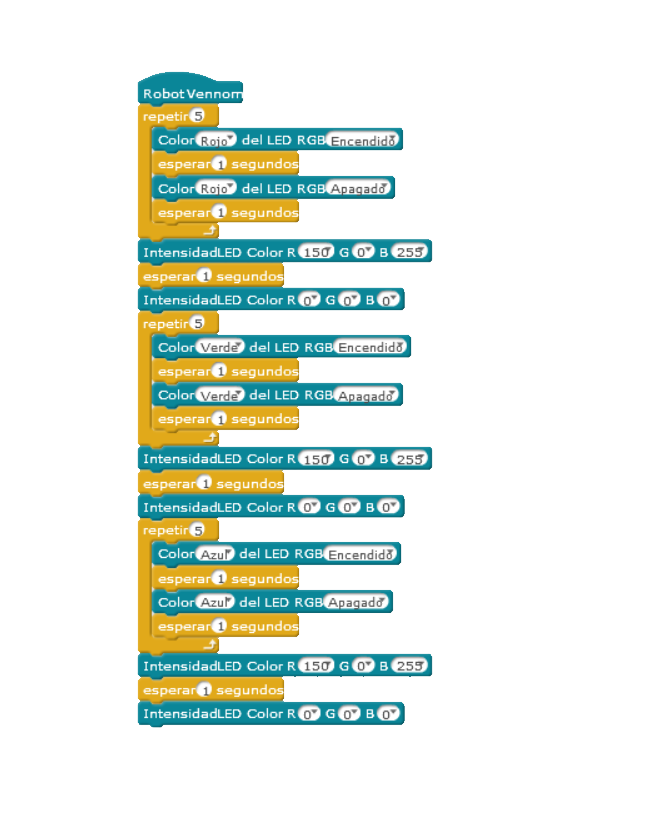 Robot Vennom
repetir 5
Color Rojo del LED RGB Encendido
esperar 1 segundos
Color Rojo del LED RGB Apagado
esperar 1 segundos
IntensidadLED Color R 150 G 0 B 255
esperar 1 segundos
IntensidadLED Color R 0 G 0 B 0
repetir 5
Color Verde del LED RGB Encendido
esperar 1 segundos
Color Verde del LED RGB Apagado
esperar 1 segundos
IntensidadLED Color R 150 G 0 B 255
esperar 1 segundos
IntensidadLED Color R 0 G 0 B 0
repetir 5
Color Azul del LED RGB Encendido
esperar 1 segundos
Color Azul del LED RGB Apagado
esperar 1 segundos
IntensidadLED Color R 150 G 0 B 255
esperar 1 segundos
IntensidadLED Color R 0 G 0 B 0